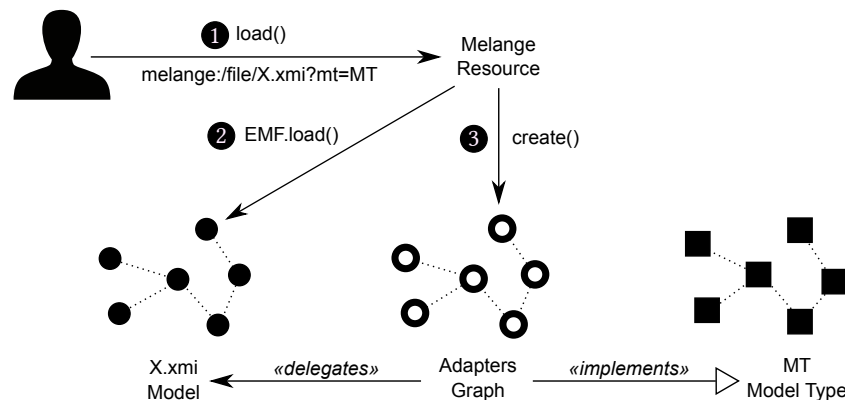 1 load()
melange:/file/X.xmi?mt=MT
Melange
Resource
2 EMF.load()
3 create()
X.xmi
Model
«delegates»
Adapters
Graph
«implements»
MT
Model Type